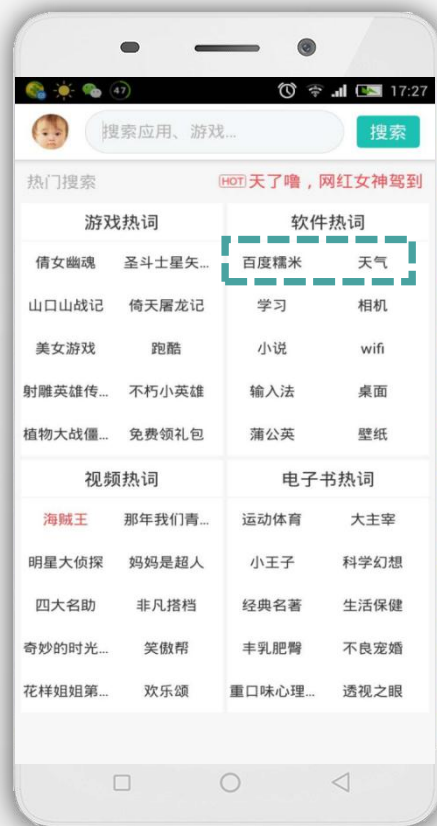 47 17:27
搜索应用、游戏... 搜索
热门搜索 HOT 天了噜，网红女神驾到
游戏热词 软件热词
倩女幽魂 圣斗士星矢... 百度糯米 天气
山口山战记 倚天屠龙记 学习 相机
美女游戏 跑酷 小说 wifi
射雕英雄传... 不朽小英雄 输入法 桌面
植物大战僵... 免费领礼包 蒲公英 壁纸
视频热词 电子书热词
海贼王 那年我们青... 运动体育 大主宰
明星大侦探 妈妈是超人 小王子 科学幻想
四大名助 非凡搭档 经典名著 生活保健
奇妙的时光... 笑傲帮 丰乳肥臀 不良宠婚
花样姐姐第... 欢乐颂 重口味心理... 透视之眼